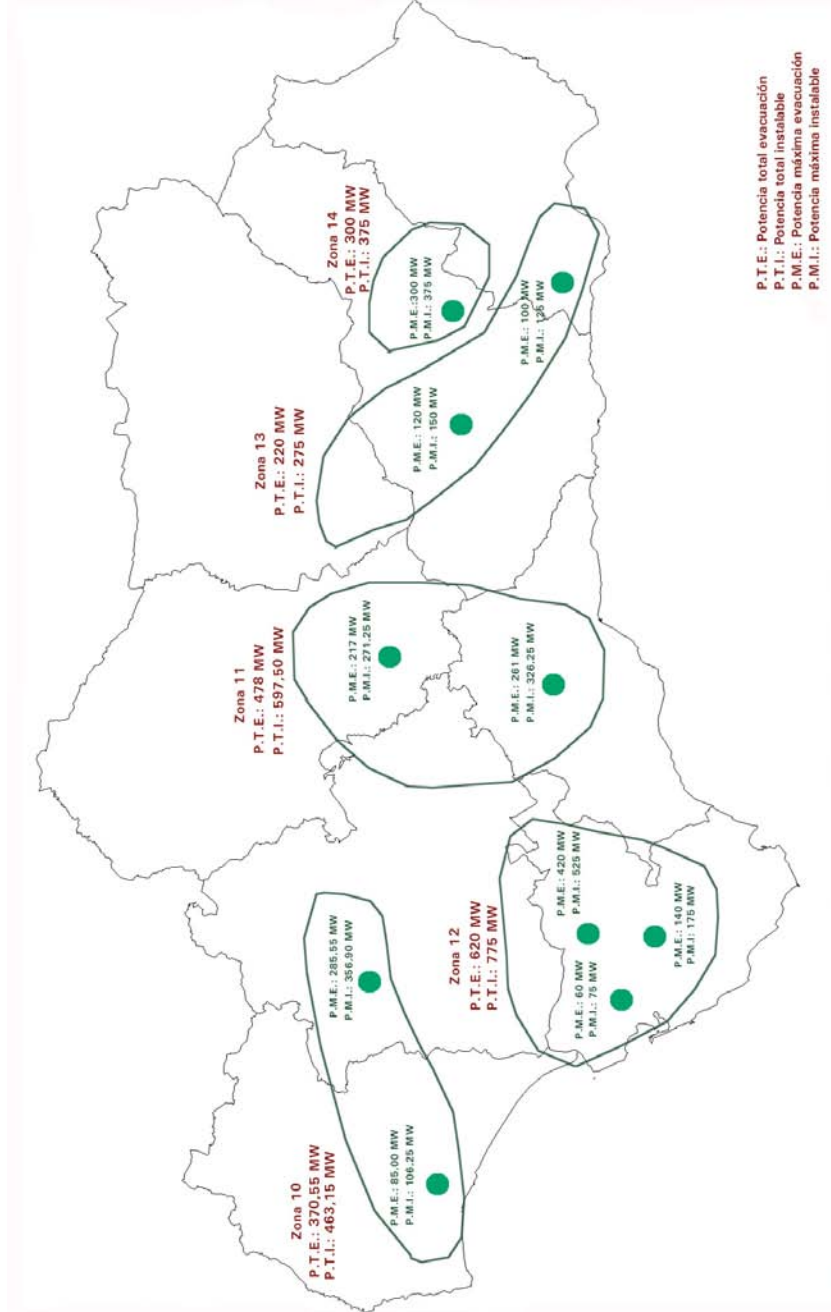 Zona 10
P.T.E.: 370,55 MW
P.T.I.: 463,15 MW
P.M.E.: 85.00 MW
P.M.I.: 106.25 MW
P.M.E.: 285,55 MW
P.M.I.: 356.90 MW
Zona 11
P.T.E.: 478 MW
P.T.I.: 597,50 MW
P.M.E.: 217 MW
P.M.I.: 271.25 MW
P.M.E.: 261 MW
P.M.I.: 326.25 MW
Zona 12
P.T.E.: 620 MW
P.T.I.: 775 MW
P.M.E.: 420 MW
P.M.I.: 525 MW
P.M.E.: 60 MW
P.M.I.: 75 MW
P.M.E.: 140 MW
P.M.I: 175 MW
Zona 13
P.T.E.: 220 MW
P.T.I.: 275 MW
P.M.E.: 120 MW
P.M.I.: 150 MW
P.M.E.: 100 MW
P.M.I.: 125 MW
Zona 14
P.T.E.: 300 MW
P.T.I.: 375 MW
P.M.E.:300 MW
P.M.I.: 375 MW
P.T.E.: Potencia total evacuación
P.T.I.: Potencia total instalable
P.M.E.: Potencia máxima evacuación
P.M.I.: Potencia máxima instalable